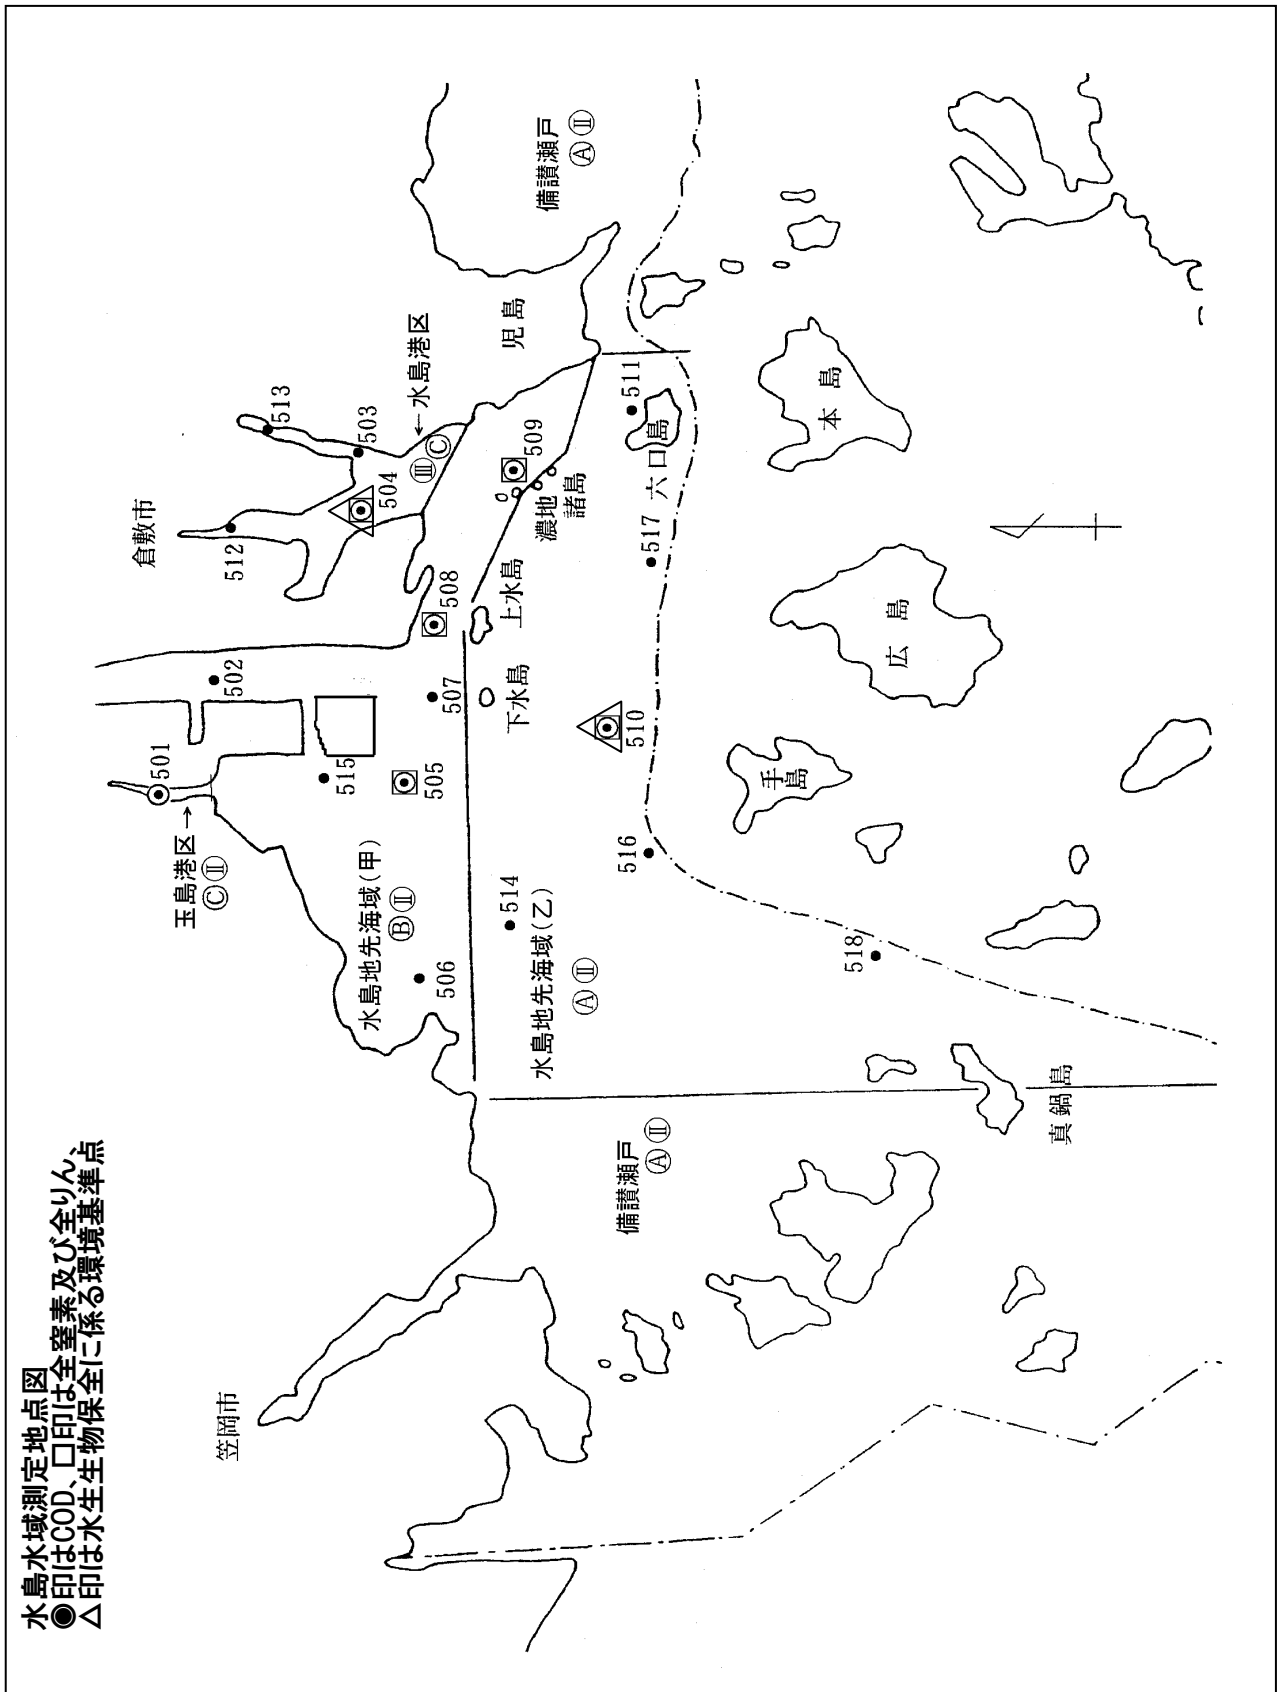 水島水域測定地点図
◉印はCOD、□印は全窒素及び全りん、
△印は水生生物保全に係る環境基準点
笠岡市
倉敷市
玉島港区→
Ⓒ Ⅱ
501
502
515
512
513
503
504
←水島港区
Ⅲ Ⓒ
児島
備讃瀬戸
Ⓐ Ⅱ
水島地先海域(甲)
Ⓑ Ⅱ
506
505
507
508
509
濃地
諸島
上水島
下水島
514
水島地先海域(乙)
Ⓐ Ⅱ
510
517
六口島
511
516
518
備讃瀬戸
Ⓐ Ⅱ
真鍋島
手島
広島
本島